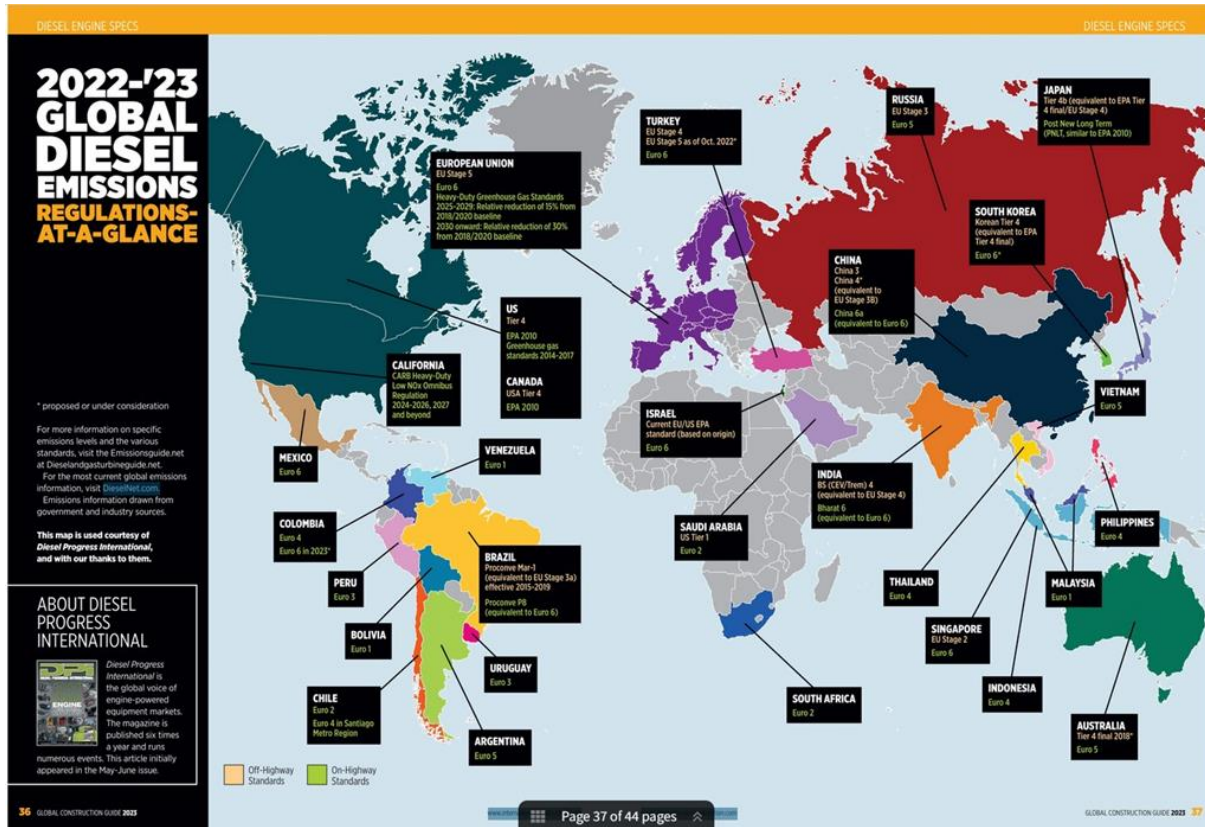 DIESEL ENGINE SPECS
DIESEL ENGINE SPECS
2022-'23
GLOBAL
DIESEL
EMISSIONS
REGULATIONS-
AT-A-GLANCE
* proposed or under consideration
For more information on specific
emissions levels and the various
standards, visit the Emissionsguide.net
at Dieselandgasturbineguide.net.
For the most current global emissions
information, visit DieselNet.com.
Emissions information drawn from
government and industry sources.
This map is used courtesy of
Diesel Progress International,
and with our thanks to them.
ABOUT DIESEL
PROGRESS
INTERNATIONAL
DPI
ENGINE
Diesel Progress
International is
the global voice of
engine-powered
equipment markets.
The magazine is
published six times
a year and runs
numerous events. This article initially
appeared in the May-June issue.
EUROPEAN UNION
EU Stage 5
Euro 6
Heavy-Duty Greenhouse Gas Standards
2025-2029: Relative reduction of 15% from
2018/2020 baseline
2030 onward: Relative reduction of 30%
from 2018/2020 baseline
TURKEY
EU Stage 4
EU Stage 5 as of Oct. 2022*
Euro 6
RUSSIA
EU Stage 3
Euro 5
JAPAN
Tier 4b (equivalent to EPA Tier
4 final/EU Stage 4)
Post New Long Term
(PNLT, similar to EPA 2010)
SOUTH KOREA
Korean Tier 4
(equivalent to EPA
Tier 4 final)
Euro 6*
CHINA
China 3
China 4*
(equivalent to
EU Stage 3B)
China 6a
(equivalent to Euro 6)
US
Tier 4
EPA 2010
Greenhouse gas
standards 2014-2017
CANADA
USA Tier 4
EPA 2010
CALIFORNIA
CARB Heavy-Duty
Low NOx Omnibus
Regulation
2024-2026, 2027
and beyond
MEXICO
Euro 6
VENEZUELA
Euro 1
COLOMBIA
Euro 4
Euro 6 in 2023*
PERU
Euro 3
BRAZIL
Proconve Mar-1
(equivalent to EU Stage 3a)
effective 2015-2019
Proconve P8
(equivalent to Euro 6)
BOLIVIA
Euro 1
URUGUAY
Euro 3
CHILE
Euro 2
Euro 4 in Santiago
Metro Region
ARGENTINA
Euro 5
ISRAEL
Current EU/US EPA
standard (based on origin)
Euro 6
SAUDI ARABIA
US Tier 1
Euro 2
INDIA
BS (CEV/Trem) 4
(equivalent to EU Stage 4)
Bharat 6
(equivalent to Euro 6)
VIETNAM
Euro 5
PHILIPPINES
Euro 4
THAILAND
Euro 4
MALAYSIA
Euro 1
SINGAPORE
EU Stage 2
Euro 6
INDONESIA
Euro 4
SOUTH AFRICA
Euro 2
AUSTRALIA
Tier 4 final 2018*
Euro 5
Off-Highway
Standards
On-Highway
Standards
36 GLOBAL CONSTRUCTION GUIDE 2023
Page 37 of 44 pages
GLOBAL CONSTRUCTION GUIDE 2023 37